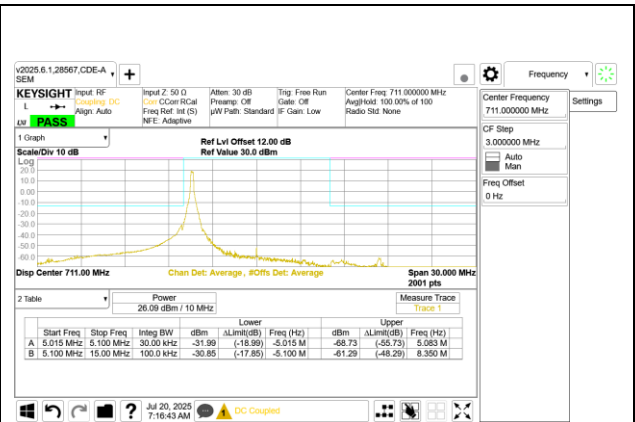 v2025.6.1,28567,CDE-A
SEM
Frequency
KEYSIGHT Input: RF Input Z: 50 Ω Atten: 30 dB Trig: Free Run Center Freq: 711.000000 MHz
L Coupling: DC Corr CCorr RCal Preamp: Off Gate: Off Avg|Hold: 100.00% of 100
Align: Auto Freq Ref: Int (S) µW Path: Standard IF Gain: Low Radio Std: None
NFE: Adaptive
LXI PASS
Center Frequency
711.000000 MHz
Settings
CF Step
3.000000 MHz
Auto
Man
Freq Offset
0 Hz
1 Graph
Ref Lvl Offset 12.00 dB
Scale/Div 10 dB Ref Value 30.0 dBm
Log
20.0
10.0
0.00
-10.0
-20.0
-30.0
-40.0
-50.0
-60.0
Disp Center 711.00 MHz Chan Det: Average, #Offs Det: Average Span 30.000 MHz
2001 pts
2 Table
Power
26.09 dBm / 10 MHz
Measure Trace
Trace 1
Lower Upper
Start Freq Stop Freq Integ BW dBm ΔLimit(dB) Freq (Hz) dBm ΔLimit(dB) Freq (Hz)
A 5.015 MHz 5.100 MHz 30.00 kHz -31.99 (-18.99) -5.015 M -68.73 (-55.73) 5.083 M
B 5.100 MHz 15.00 MHz 100.0 kHz -30.85 (-17.85) -5.100 M -61.29 (-48.29) 8.350 M
Jul 20, 2025
7:16:43 AM
DC Coupled